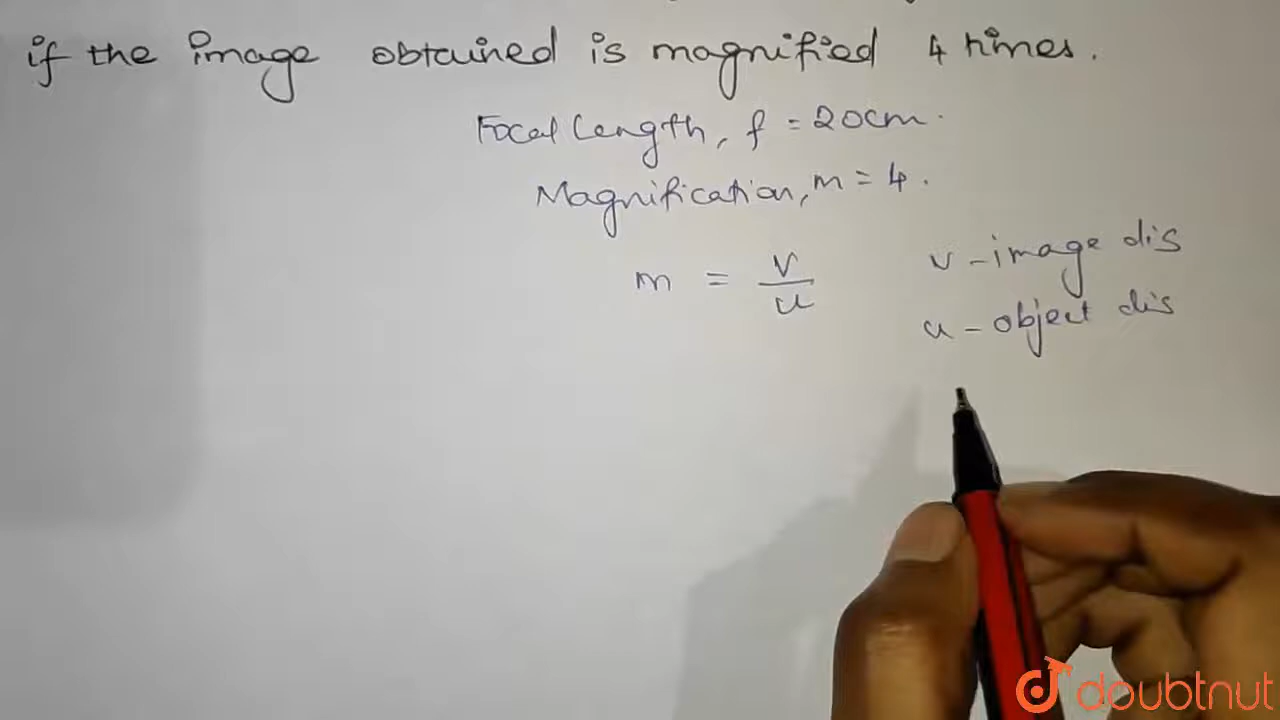 if the image obtained is magnified 4 times.
Focal Length, f = 20cm.
Magnification, m = 4.
m = v/u
v - image dis
u - object dis
doubtnut